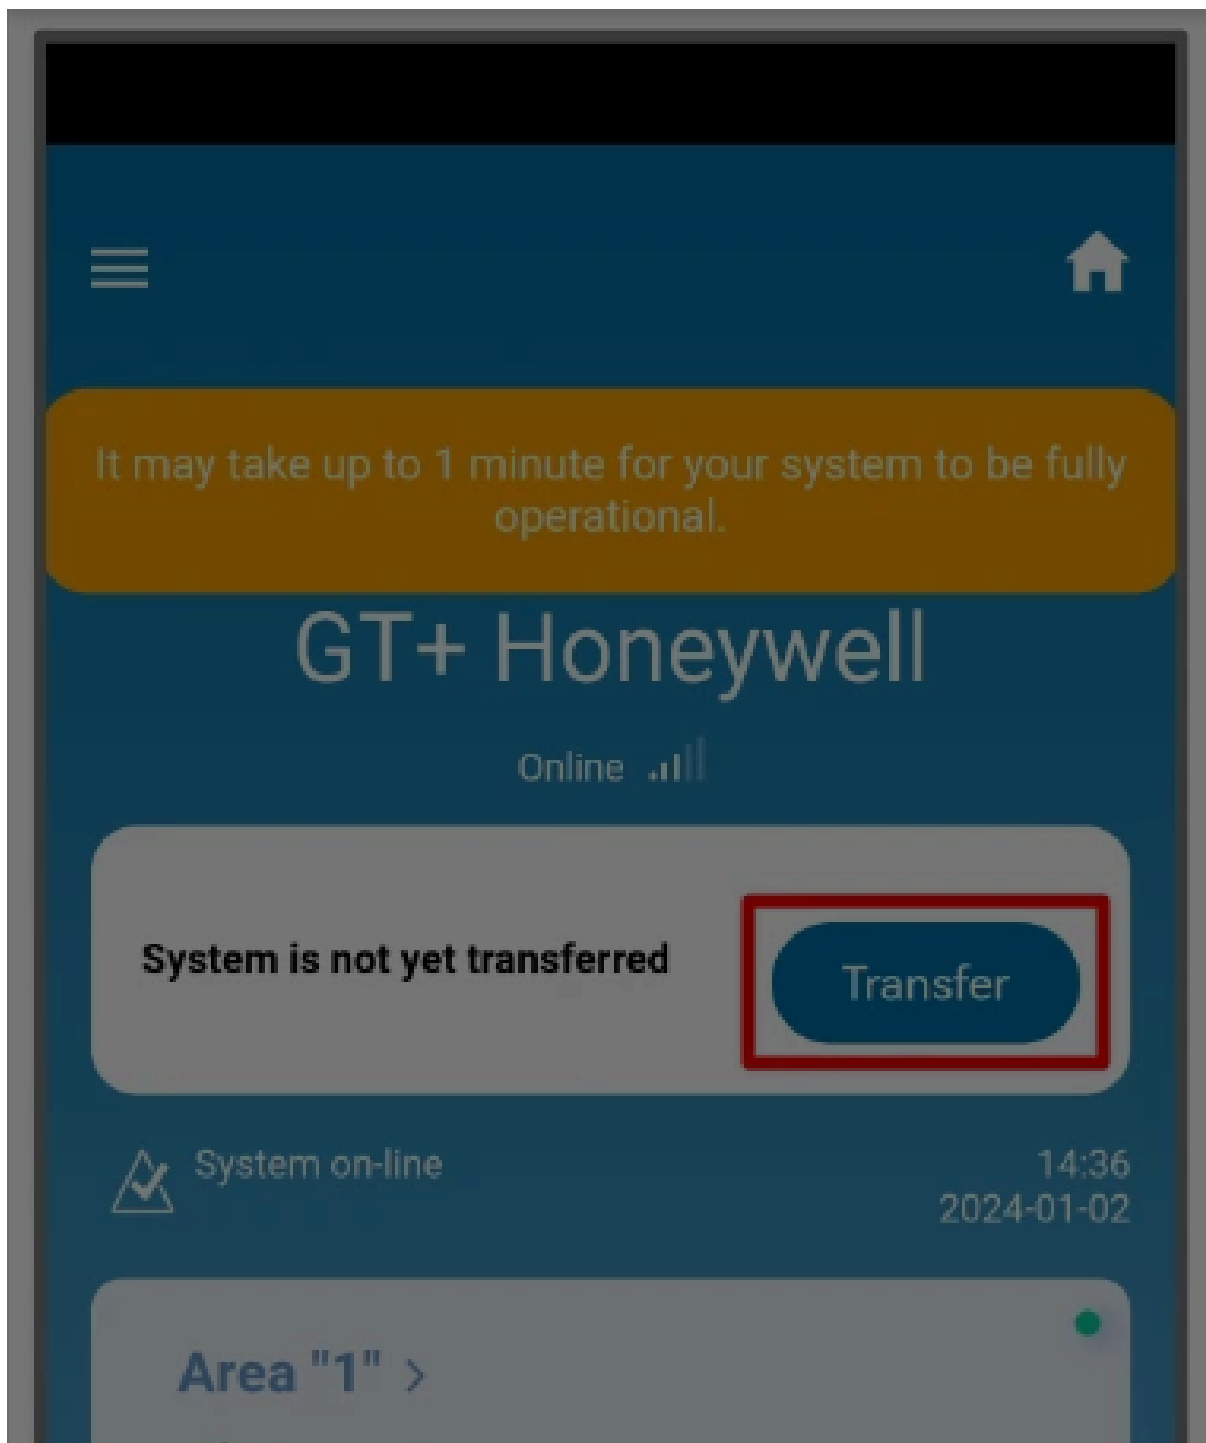 It may take up to 1 minute for your system to be fully
operational.
GT+ Honeywell
Online
System is not yet transferred
Transfer
System on-line
14:36
2024-01-02
Area "1" >